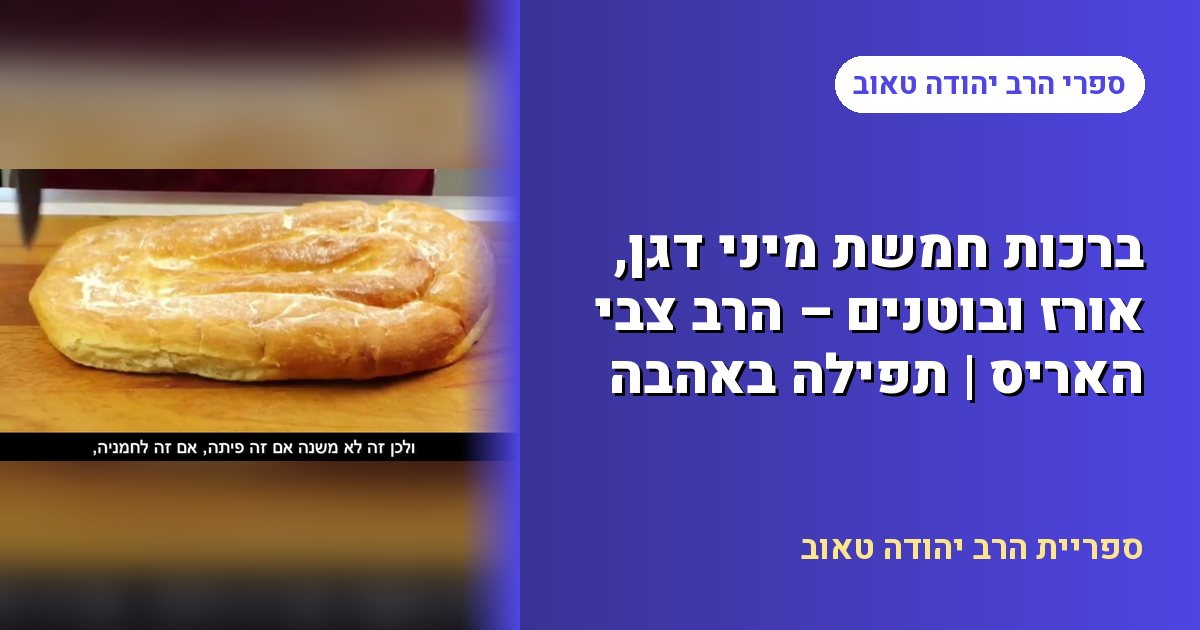 ספרי הרב יהודה טאוב
ברכות חמשת מיני דגן,
אורז ובוטנים – הרב צבי
האריס | תפילה באהבה
ולכן זה לא משנה אם זה פיתה, אם זה לחמניה,
ספריית הרב יהודה טאוב